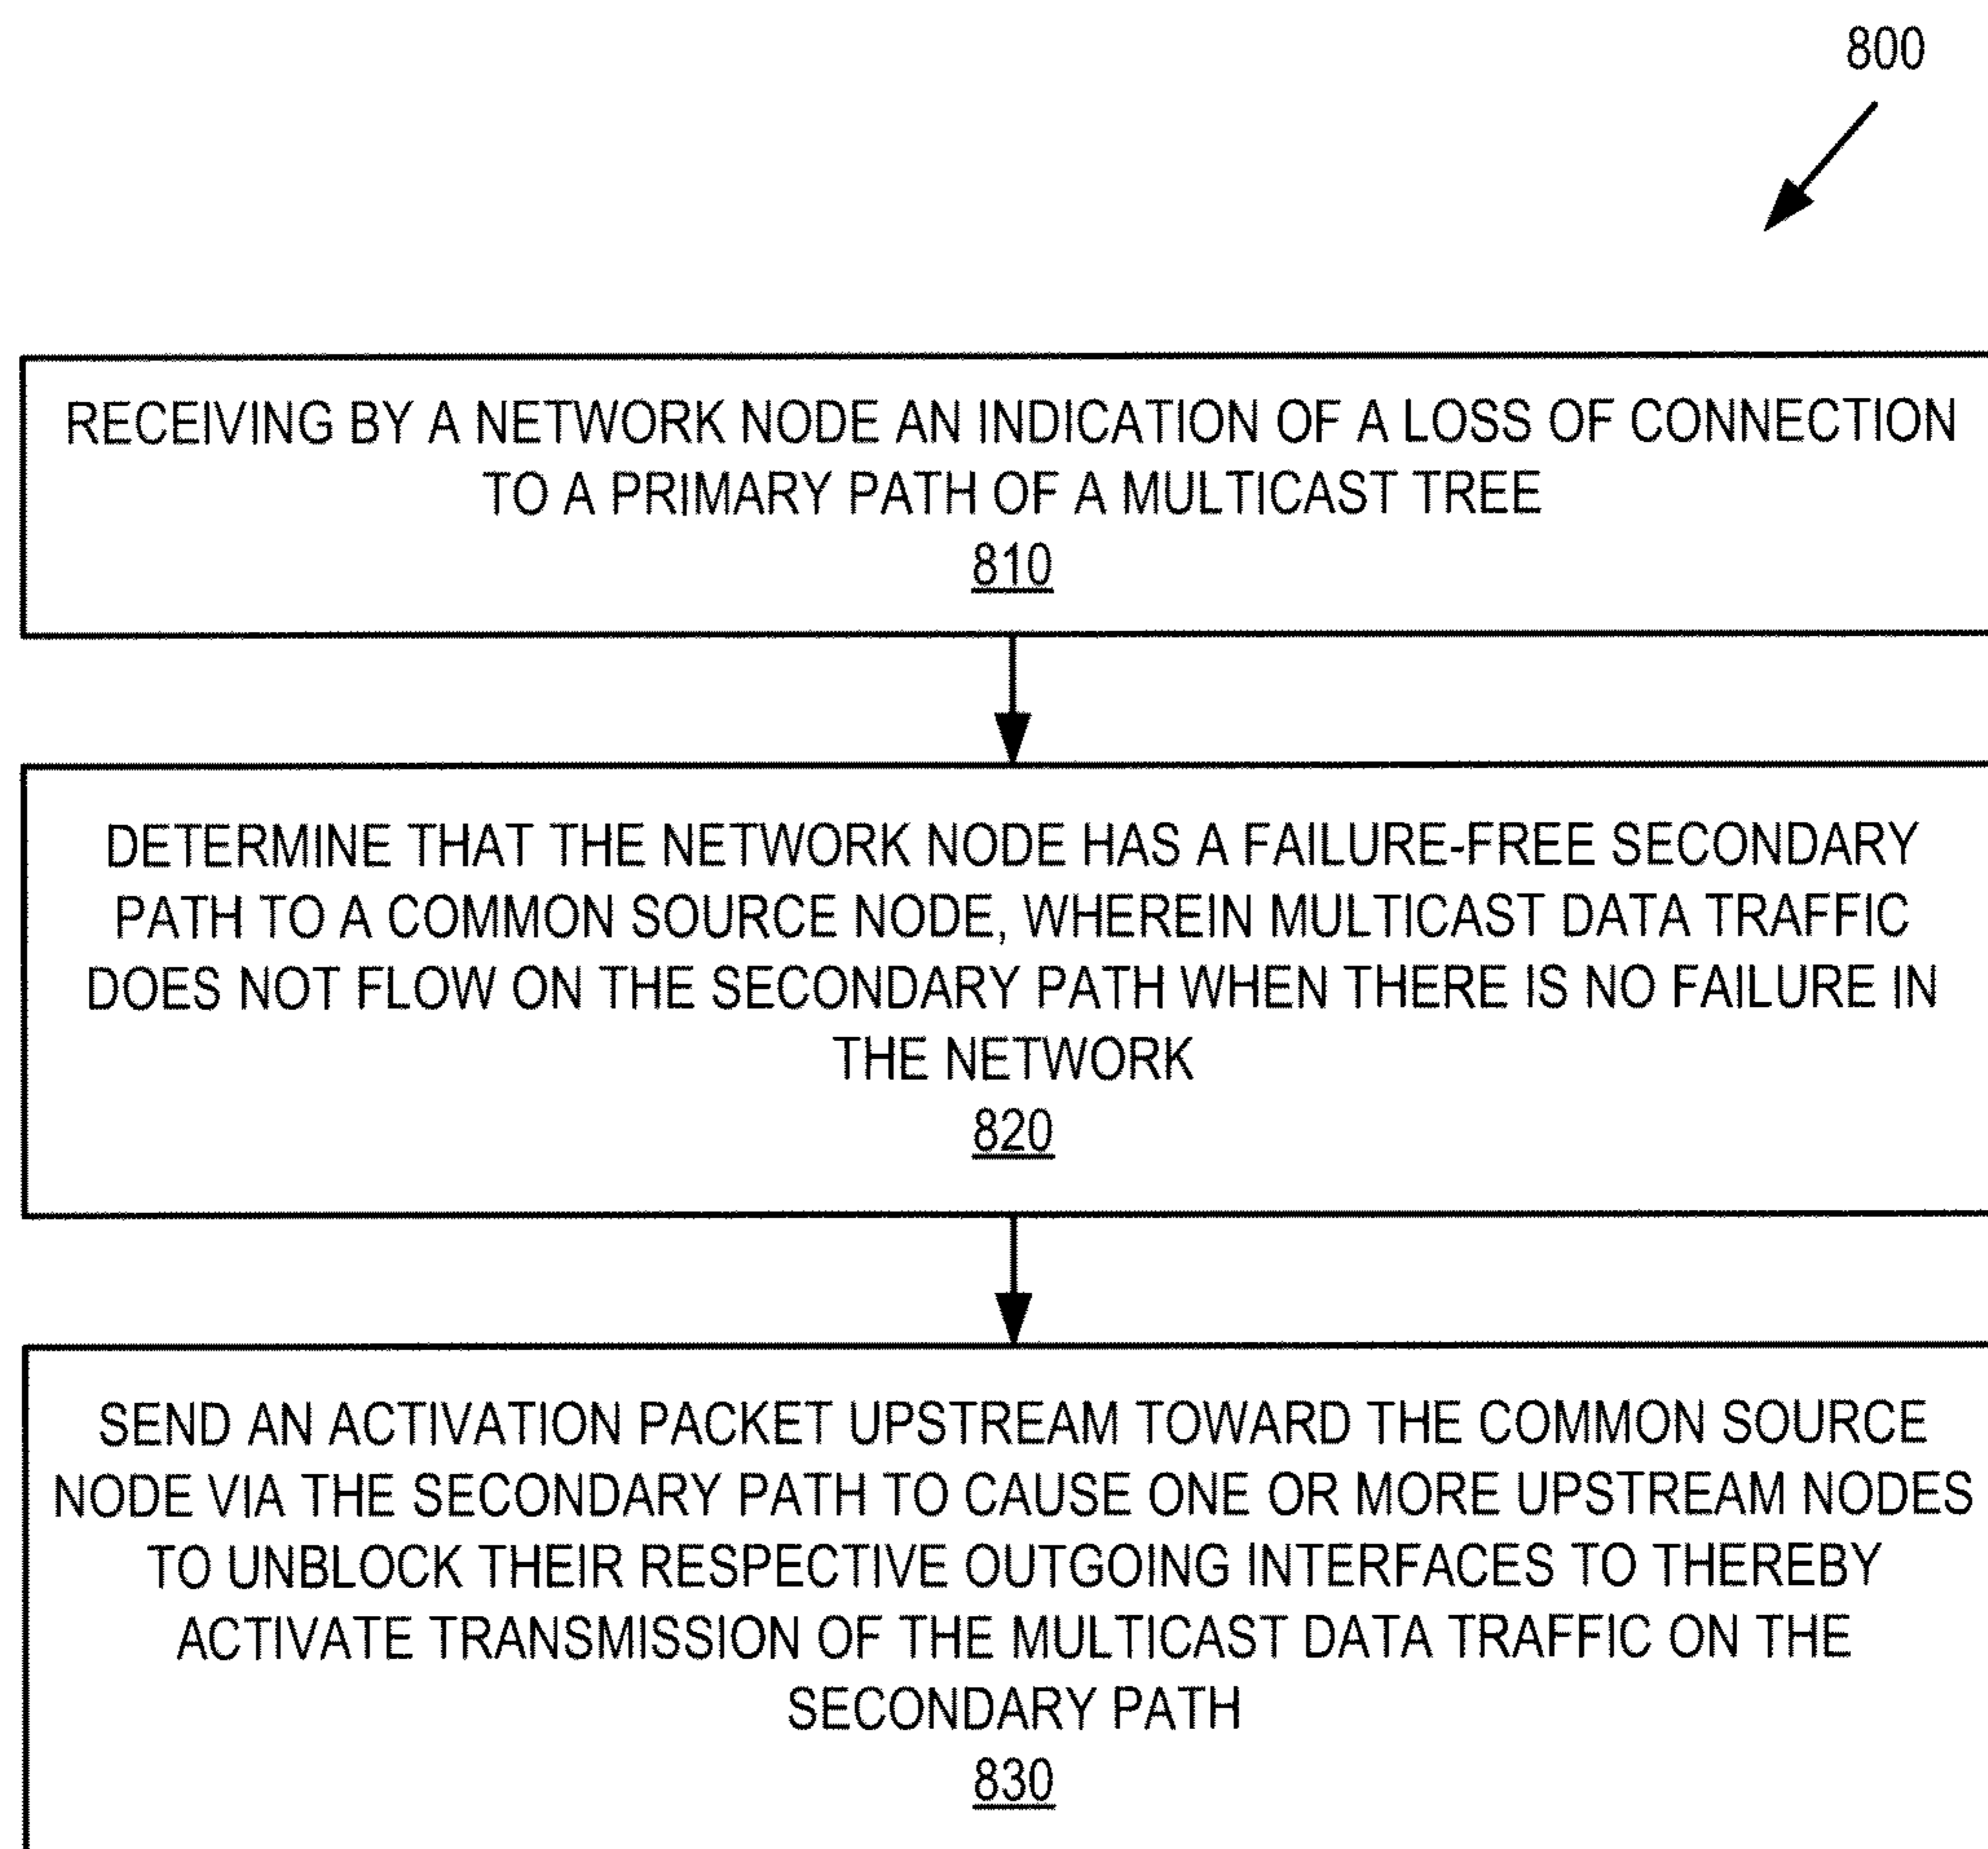 800
RECEIVING BY A NETWORK NODE AN INDICATION OF A LOSS OF CONNECTION
TO A PRIMARY PATH OF A MULTICAST TREE
810
DETERMINE THAT THE NETWORK NODE HAS A FAILURE-FREE SECONDARY
PATH TO A COMMON SOURCE NODE, WHEREIN MULTICAST DATA TRAFFIC
DOES NOT FLOW ON THE SECONDARY PATH WHEN THERE IS NO FAILURE IN
THE NETWORK
820
SEND AN ACTIVATION PACKET UPSTREAM TOWARD THE COMMON SOURCE
NODE VIA THE SECONDARY PATH TO CAUSE ONE OR MORE UPSTREAM NODES
TO UNBLOCK THEIR RESPECTIVE OUTGOING INTERFACES TO THEREBY
ACTIVATE TRANSMISSION OF THE MULTICAST DATA TRAFFIC ON THE
SECONDARY PATH
830